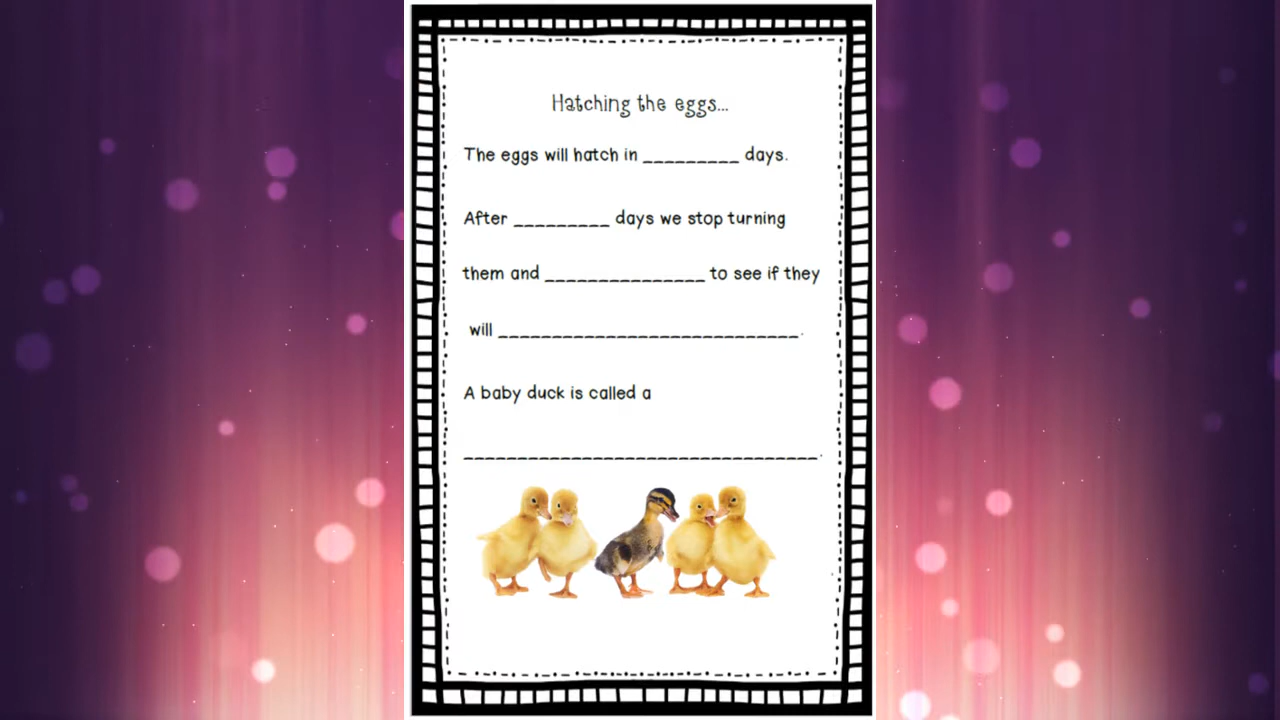 Hatching the eggs...
The eggs will hatch in _________ days.
After _________ days we stop turning
them and _______________ to see if they
will ____________________________.
A baby duck is called a
_________________________________.